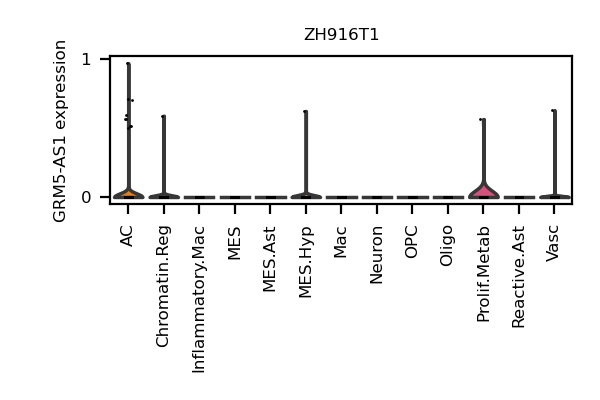 ZH916T1
GRM5-AS1 expression
1
0
AC
Chromatin.Reg
Inflammatory.Mac
MES
MES.Ast
MES.Hyp
Mac
Neuron
OPC
Oligo
Prolif.Metab
Reactive.Ast
Vasc